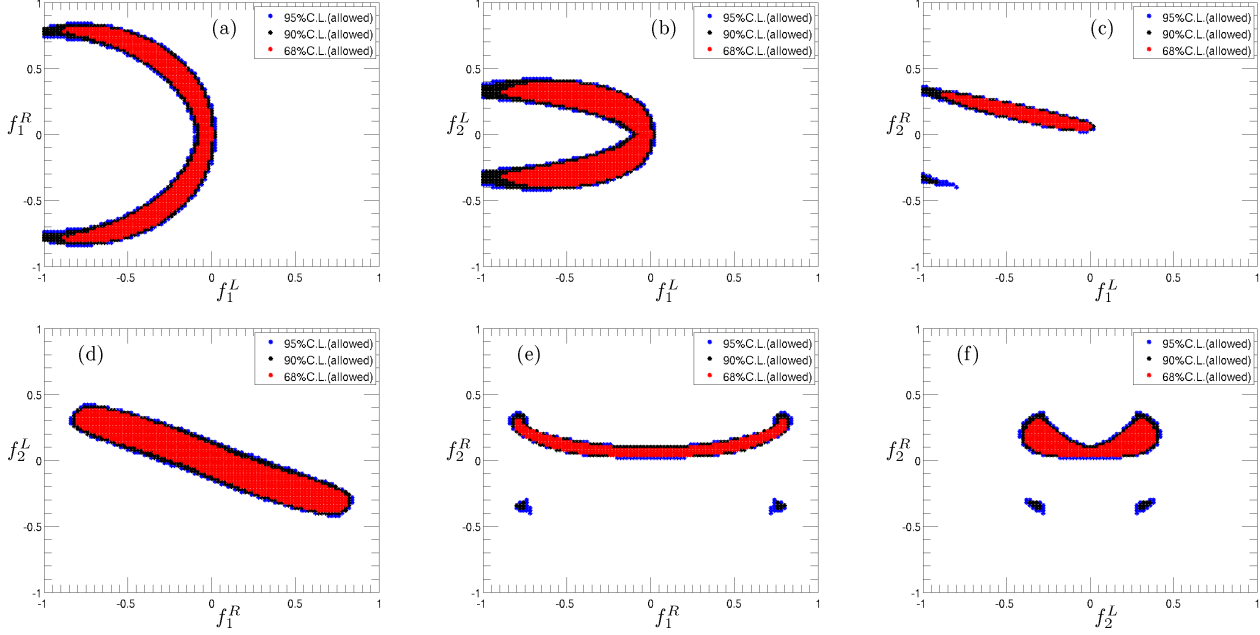 (a)
95%C.L.(allowed)
90%C.L.(allowed)
68%C.L.(allowed)
0.5
0
-0.5
-1
-1 -0.5 0 0.5 1
f_1^R
f_1^L
(b)
95%C.L.(allowed)
90%C.L.(allowed)
68%C.L.(allowed)
0.5
0
-0.5
-1
-1 -0.5 0 0.5 1
f_2^L
f_1^L
(c)
95%C.L.(allowed)
90%C.L.(allowed)
68%C.L.(allowed)
0.5
0
-0.5
-1
-1 -0.5 0 0.5 1
f_2^R
f_1^L
(d)
95%C.L.(allowed)
90%C.L.(allowed)
68%C.L.(allowed)
1
0.5
0
-0.5
-1
-1 -0.5 0 0.5 1
f_2^L
f_1^R
(e)
95%C.L.(allowed)
90%C.L.(allowed)
68%C.L.(allowed)
1
0.5
0
-0.5
-1
-1 -0.5 0 0.5 1
f_2^R
f_1^R
(f)
95%C.L.(allowed)
90%C.L.(allowed)
68%C.L.(allowed)
1
0.5
0
-0.5
-1
-1 -0.5 0 0.5 1
f_2^R
f_2^L